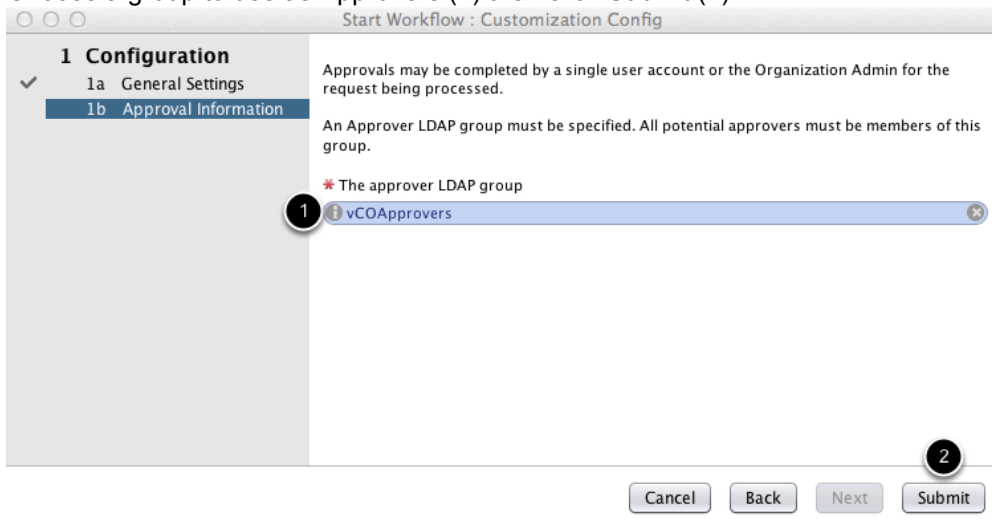 Start Workflow : Customization Config
1 Configuration
1a General Settings
1b Approval Information
Approvals may be completed by a single user account or the Organization Admin for the
request being processed.
An Approver LDAP group must be specified. All potential approvers must be members of this
group.
* The approver LDAP group
1 vCOApprovers
2
Cancel Back Next Submit